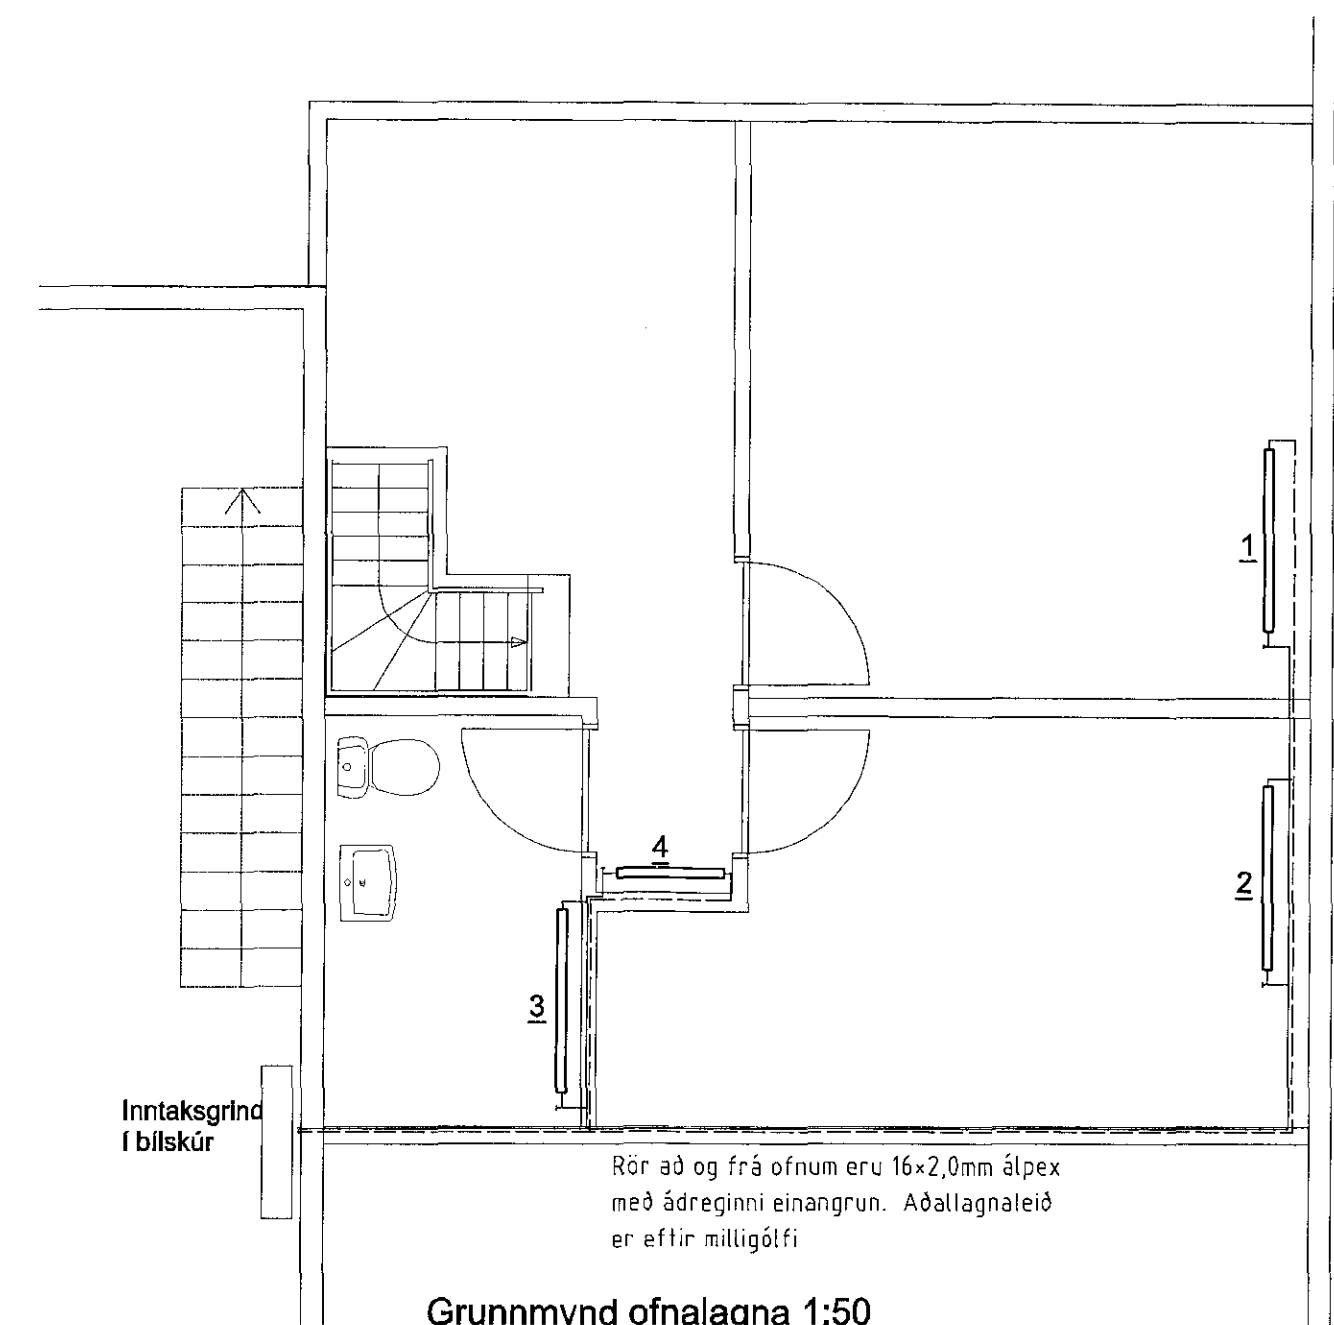 1
4
2
3
Inntaksgrind
í bílskúr
Rör að og frá ofnum eru 16×2,0mm álpex
með ádreginni einangrun. Aðallagnaleið
er eftir milligólfi
Grunnmynd ofnalagna 1:50